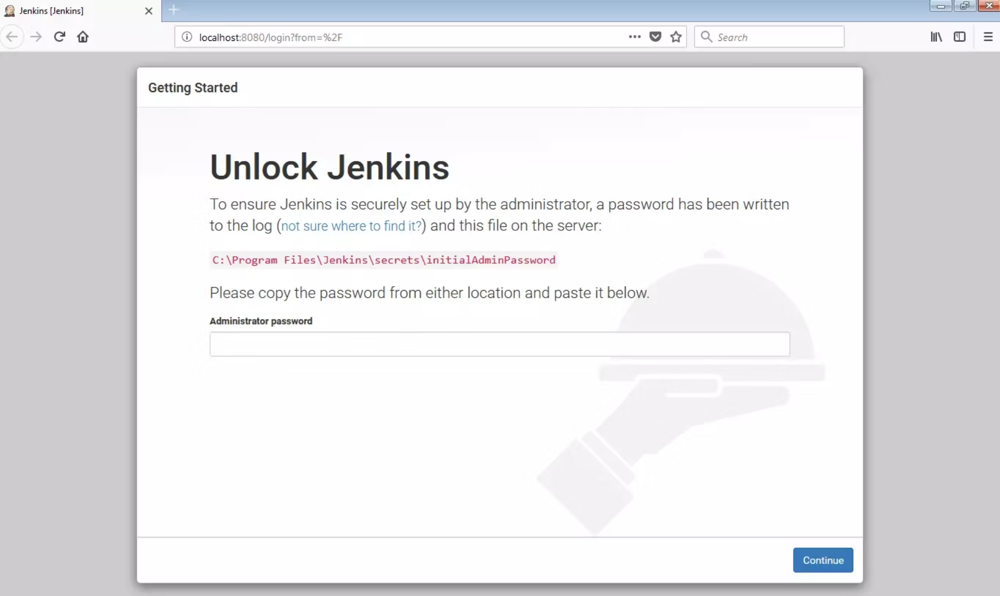 Jenkins [Jenkins]
localhost:8080/login?from=%2F
Search
Getting Started
Unlock Jenkins
To ensure Jenkins is securely set up by the administrator, a password has been written
to the log (not sure where to find it?) and this file on the server:
C:\Program Files\Jenkins\secrets\initialAdminPassword
Please copy the password from either location and paste it below.
Administrator password
Continue